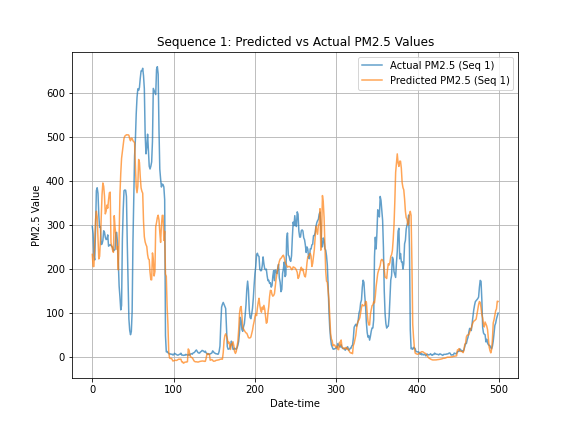 Sequence 1: Predicted vs Actual PM2.5 Values
Actual PM2.5 (Seq 1)
Predicted PM2.5 (Seq 1)
PM2.5 Value
600
500
400
300
200
100
0
0 100 200 300 400 500
Date-time